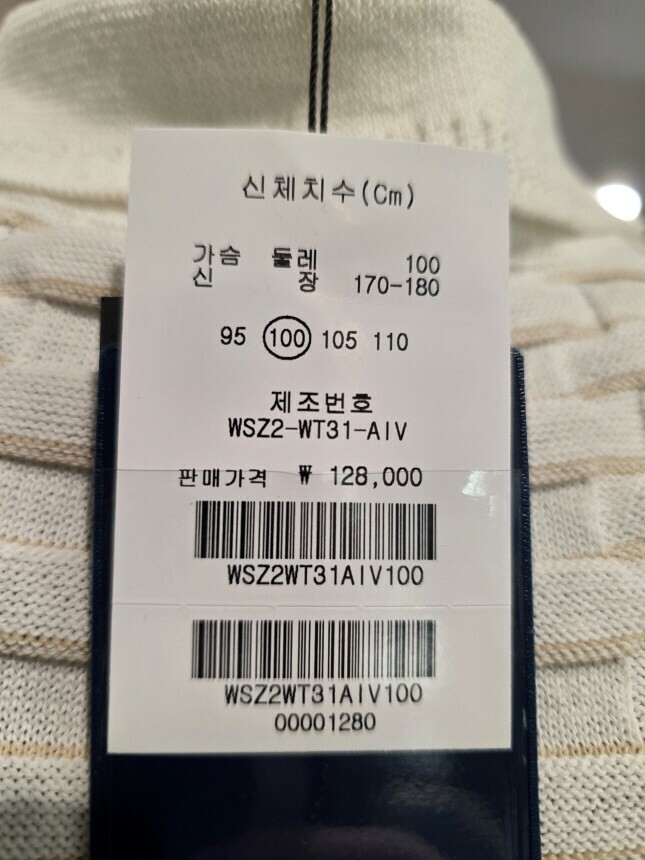 신체치수(Cm)
가슴 둘레 100
신 장 170-180
95 100 105 110
제조번호
WSZ2-WT31-AIV
판매가격 ₩ 128,000
WSZ2WT31AIV100
WSZ2WT31AIV100
00001280